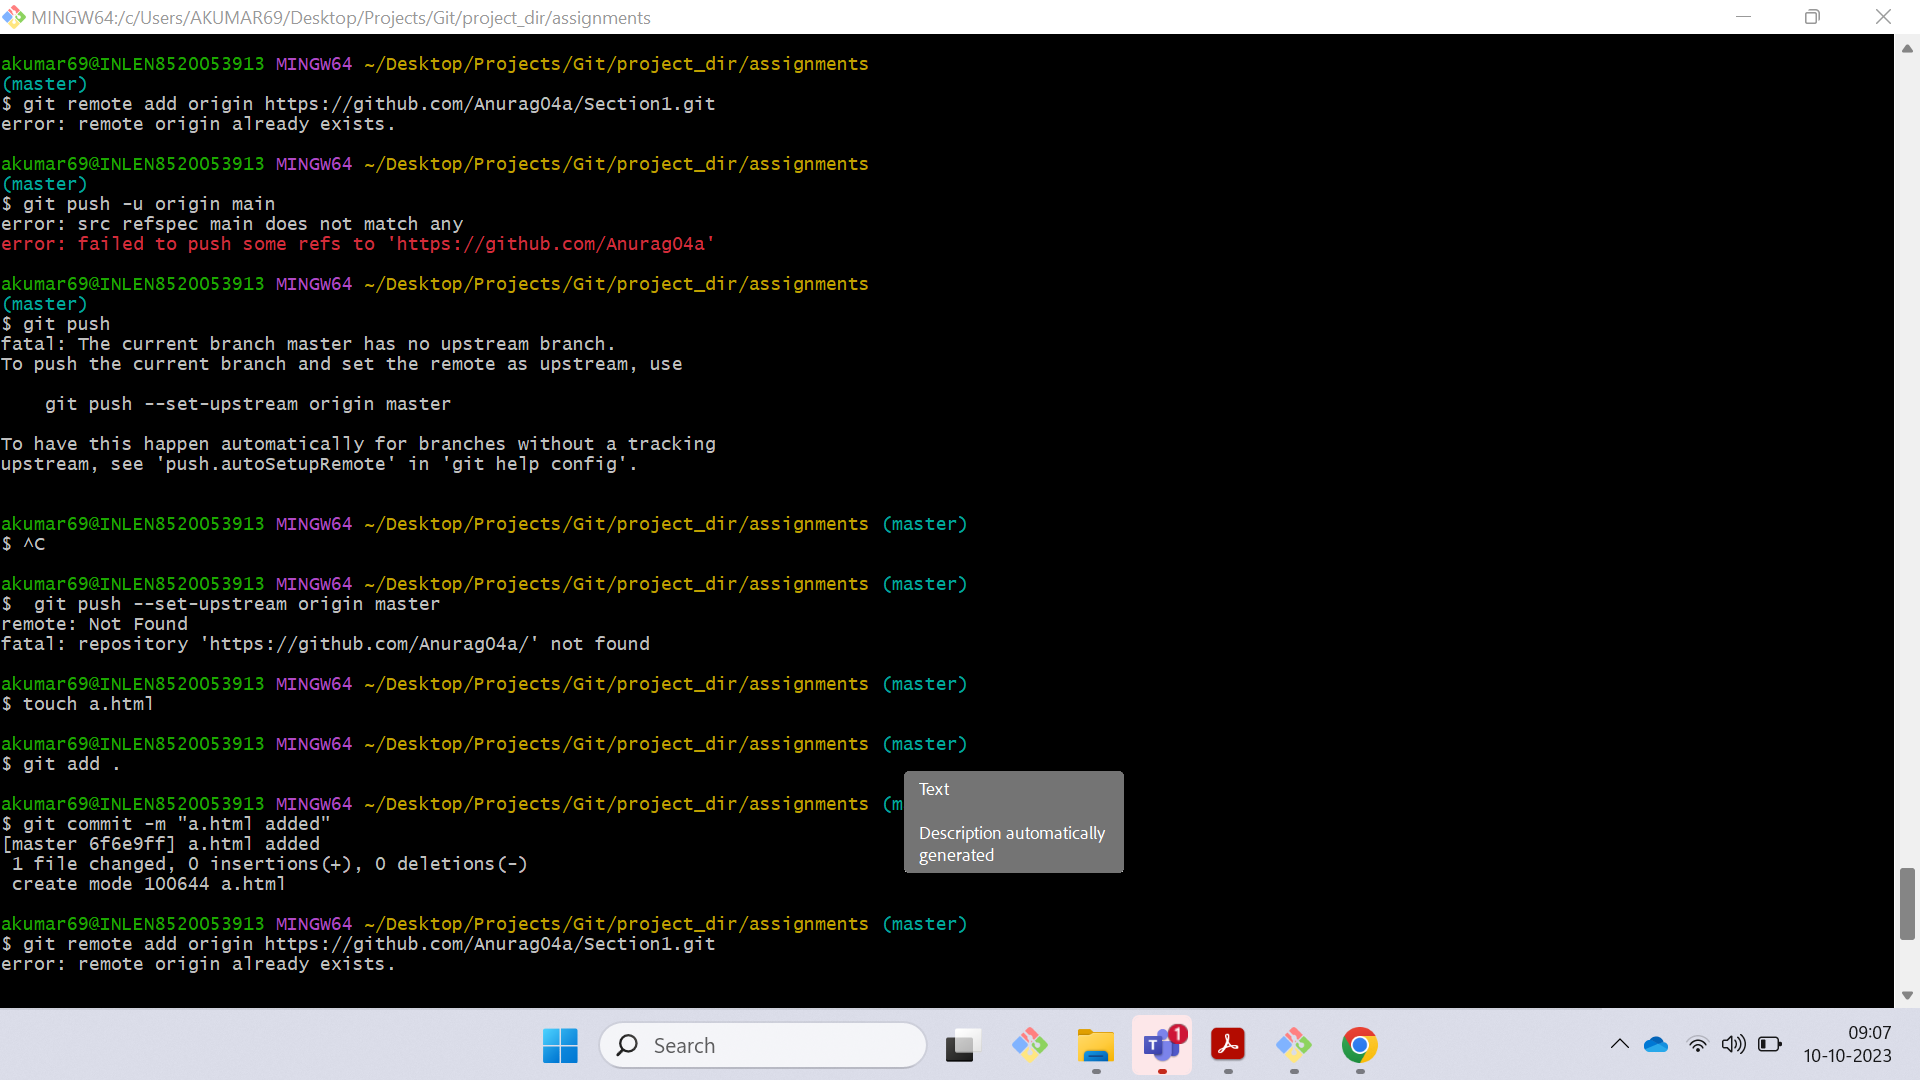 MINGW64:/c/Users/AKUMAR69/Desktop/Projects/Git/project_dir/assignments
akumar69@INLEN8520053913 MINGW64 ~/Desktop/Projects/Git/project_dir/assignments
(master)
$ git remote add origin https://github.com/Anurag04a/Section1.git
error: remote origin already exists.
akumar69@INLEN8520053913 MINGW64 ~/Desktop/Projects/Git/project_dir/assignments
(master)
$ git push -u origin main
error: src refspec main does not match any
error: failed to push some refs to 'https://github.com/Anurag04a'
akumar69@INLEN8520053913 MINGW64 ~/Desktop/Projects/Git/project_dir/assignments
(master)
$ git push
fatal: The current branch master has no upstream branch.
To push the current branch and set the remote as upstream, use
git push --set-upstream origin master
To have this happen automatically for branches without a tracking
upstream, see 'push.autoSetupRemote' in 'git help config'.
akumar69@INLEN8520053913 MINGW64 ~/Desktop/Projects/Git/project_dir/assignments (master)
$ ^C
akumar69@INLEN8520053913 MINGW64 ~/Desktop/Projects/Git/project_dir/assignments (master)
$  git push --set-upstream origin master
remote: Not Found
fatal: repository 'https://github.com/Anurag04a/' not found
akumar69@INLEN8520053913 MINGW64 ~/Desktop/Projects/Git/project_dir/assignments (master)
$ touch a.html
akumar69@INLEN8520053913 MINGW64 ~/Desktop/Projects/Git/project_dir/assignments (master)
$ git add .
akumar69@INLEN8520053913 MINGW64 ~/Desktop/Projects/Git/project_dir/assignments (m
$ git commit -m "a.html added"
[master 6f6e9ff] a.html added
1 file changed, 0 insertions(+), 0 deletions(-)
create mode 100644 a.html
Text
Description automatically
generated
akumar69@INLEN8520053913 MINGW64 ~/Desktop/Projects/Git/project_dir/assignments (master)
$ git remote add origin https://github.com/Anurag04a/Section1.git
error: remote origin already exists.
Search
1
09:07
10-10-2023